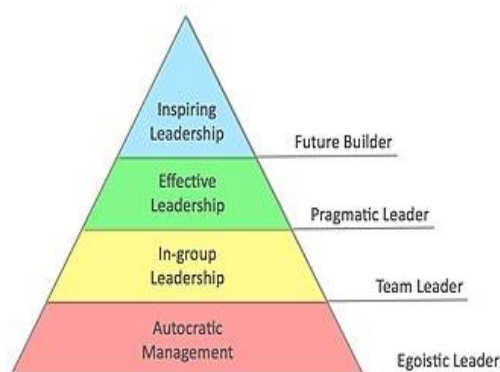 Inspiring
Leadership
Future Builder
Effective
Leadership
Pragmatic Leader
In-group
Leadership
Team Leader
Autocratic
Management
Egoistic Leader